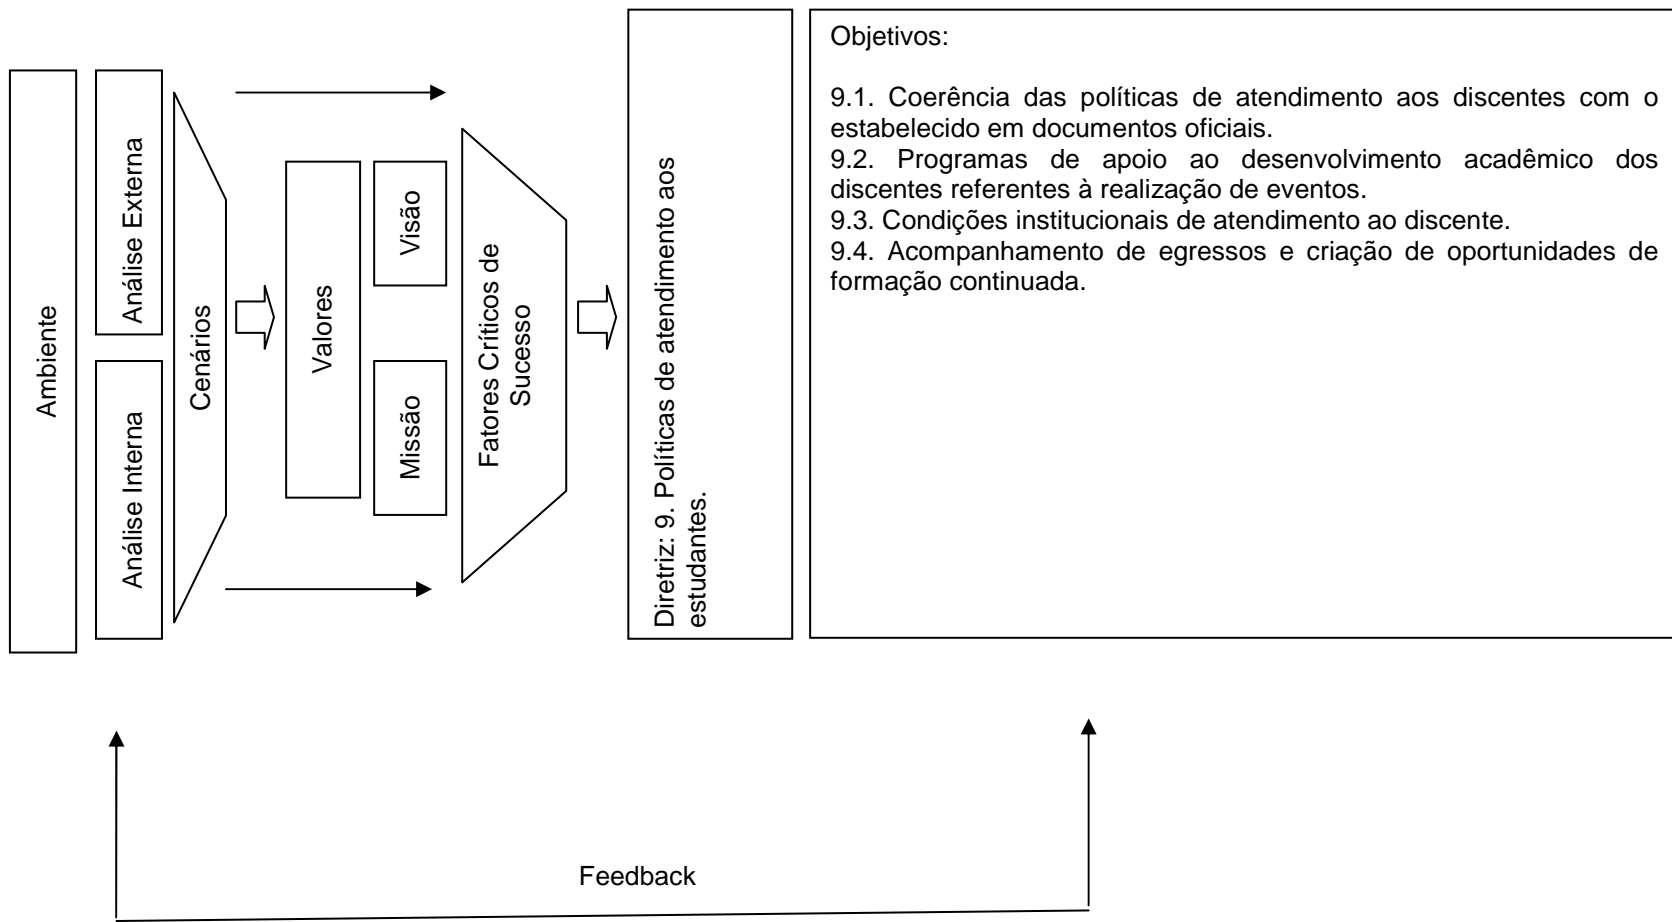 Ambiente
Análise Externa
Análise Interna
Cenários
Valores
Visão
Missão
Fatores Críticos de
Sucesso
Diretriz: 9. Políticas de atendimento aos
estudantes.
Objetivos:
9.1. Coerência das políticas de atendimento aos discentes com o
estabelecido em documentos oficiais.
9.2. Programas de apoio ao desenvolvimento acadêmico dos
discentes referentes à realização de eventos.
9.3. Condições institucionais de atendimento ao discente.
9.4. Acompanhamento de egressos e criação de oportunidades de
formação continuada.
Feedback